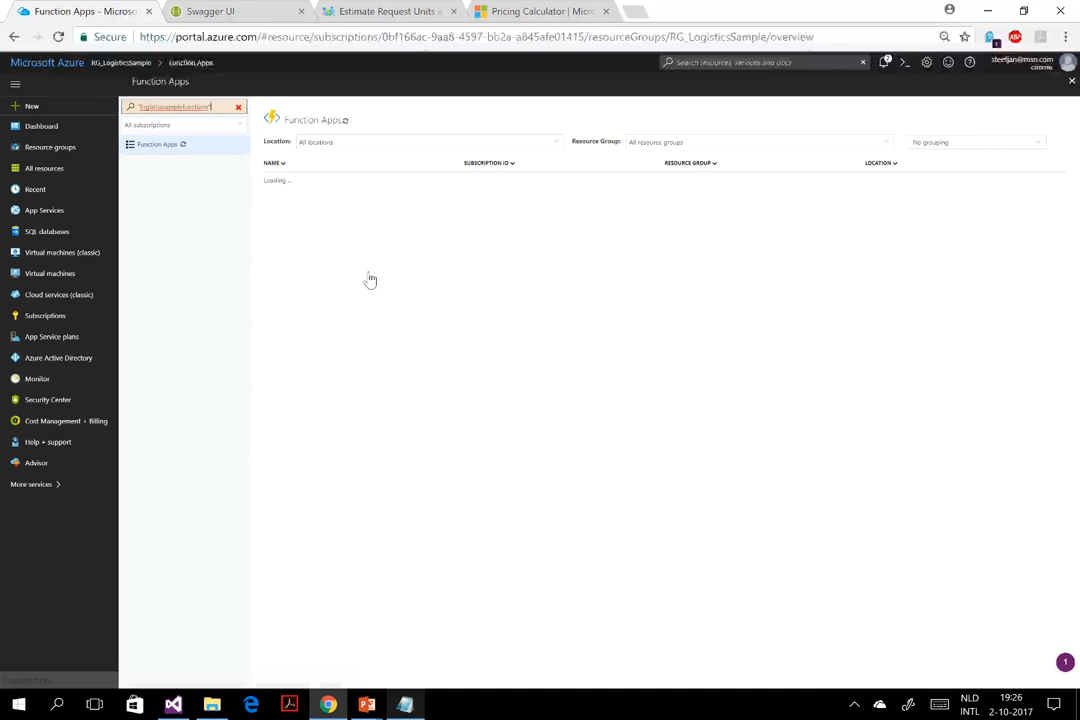 Function Apps - Microso
Swagger UI
Estimate Request Units a
Pricing Calculator | Micr
Secure
https://portal.azure.com/#resource/subscriptions/0bf166ac-9aa8-4597-bb2a-a845afe01415/resourceGroups/RG_LogisticsSample/overview
Microsoft Azure
RG_LogisticsSample
Function Apps
Search resources, services and docs
steefjan@msn.com
Function Apps
New
Dashboard
Resource groups
All resources
Recent
App Services
SQL databases
Virtual machines (classic)
Virtual machines
Cloud services (classic)
Subscriptions
App Service plans
Azure Active Directory
Monitor
Security Center
Cost Management + Billing
Help + support
Advisor
More services
All subscriptions
Function Apps
Function Apps
Location:
All locations
Resource Group:
All resource groups
No grouping
NAME
SUBSCRIPTION ID
RESOURCE GROUP
LOCATION
Loading ...
1
NLD
INTL
19:26
2-10-2017